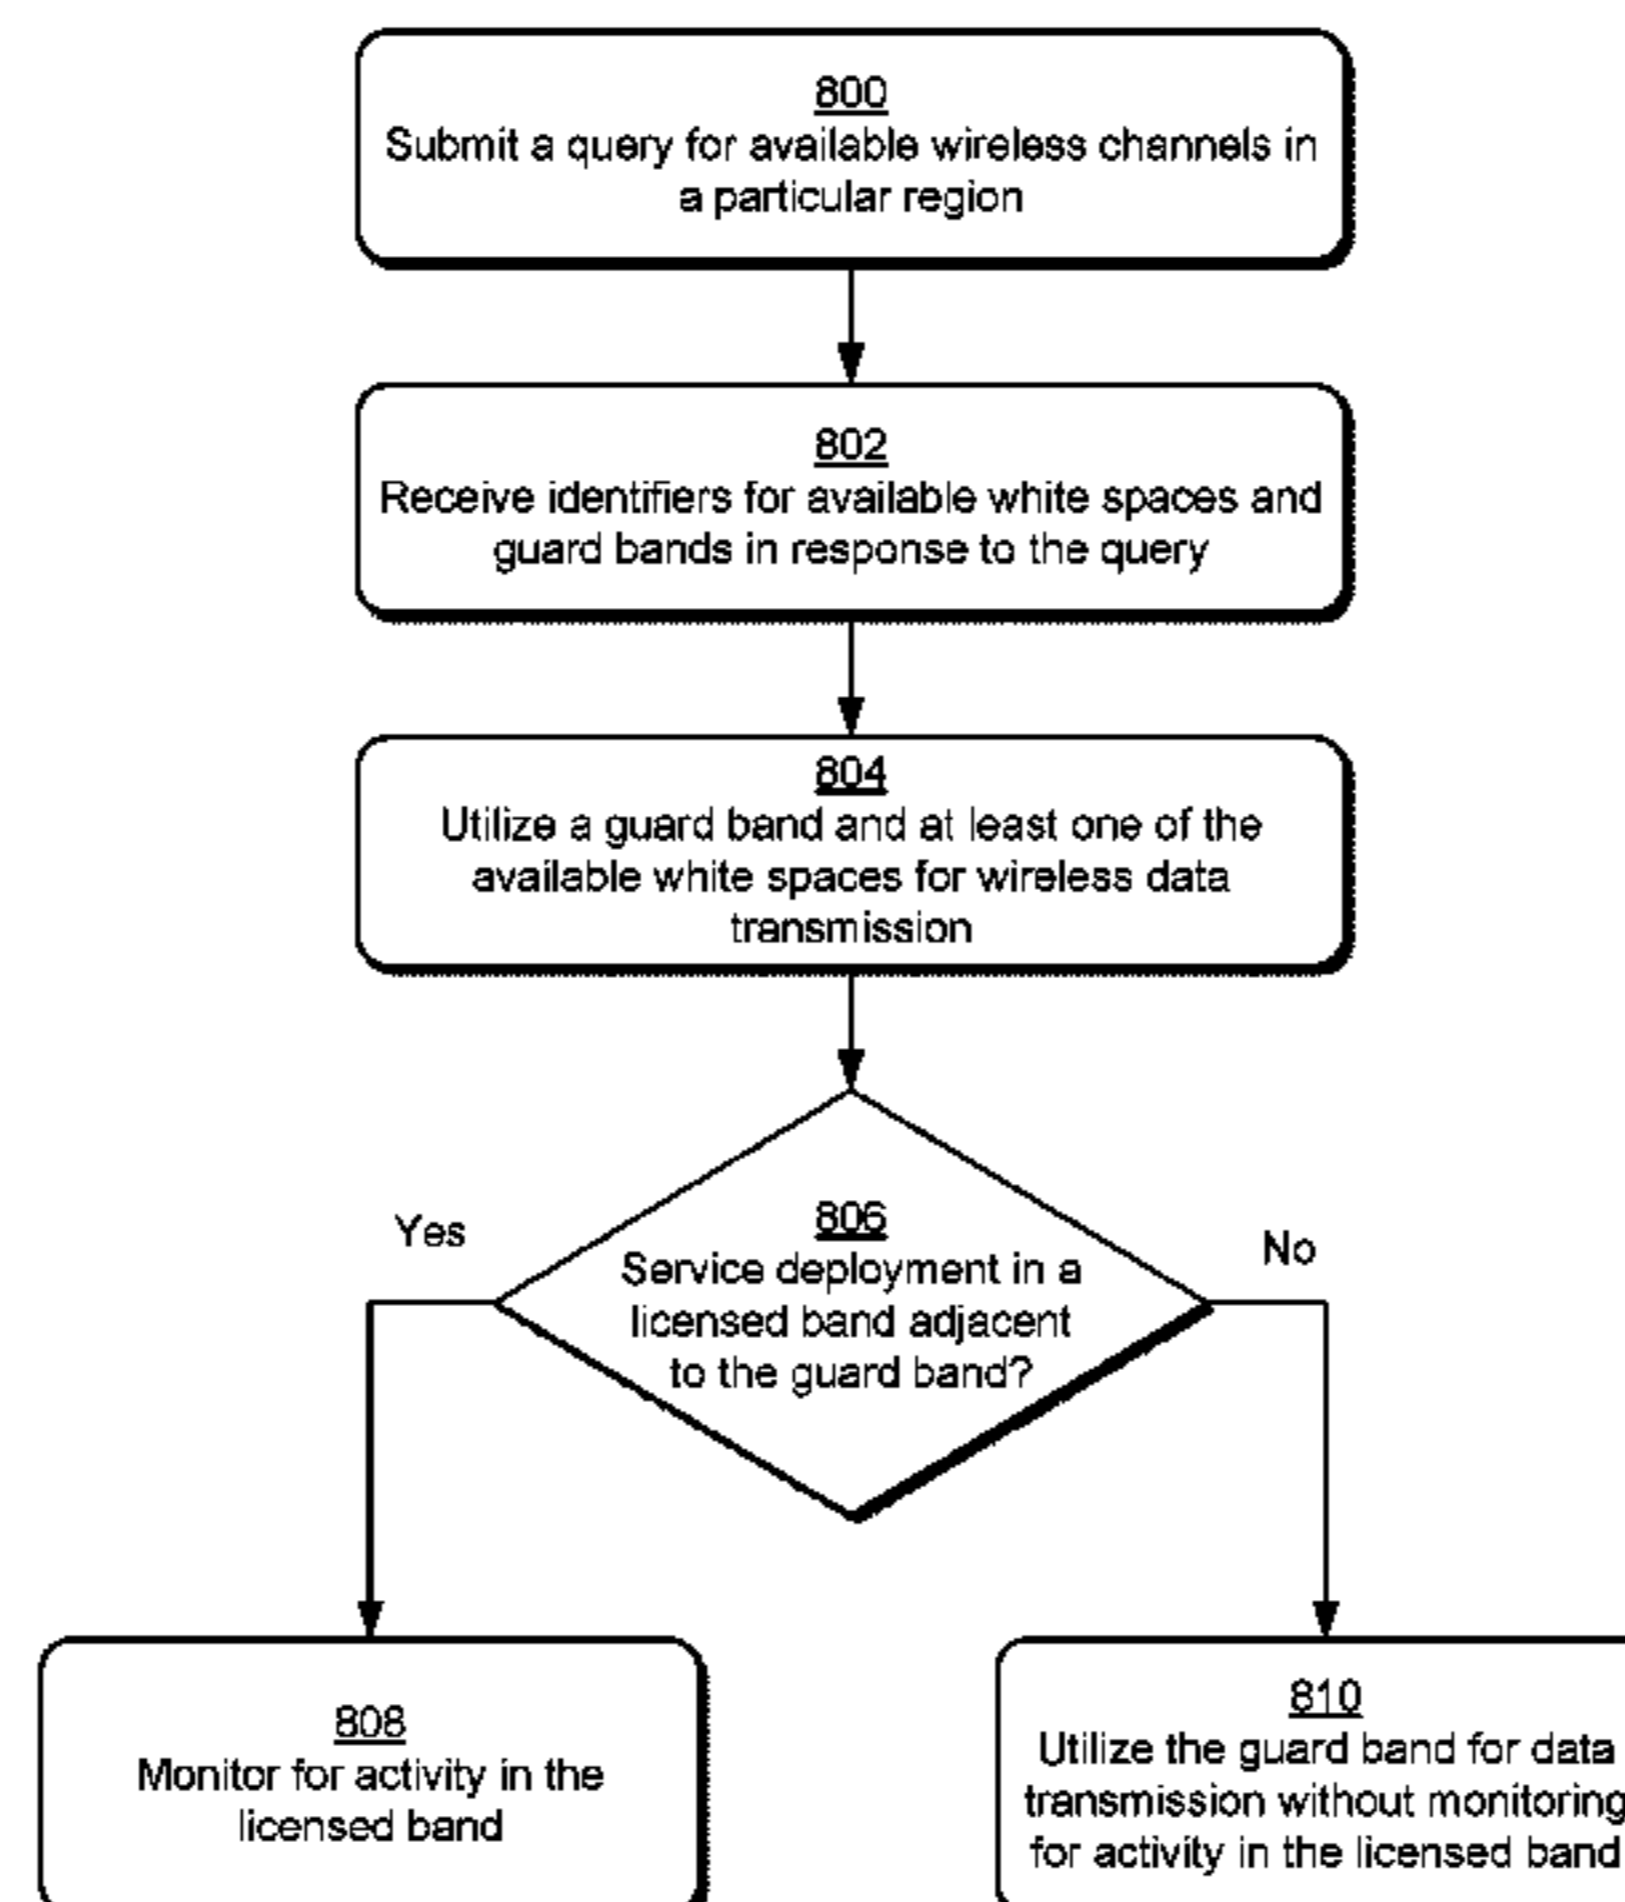 800
Submit a query for available wireless channels in
a particular region
802
Receive identifiers for available white spaces and
guard bands in response to the query
804
Utilize a guard band and at least one of the
available white spaces for wireless data
transmission
806
Service deployment in a
licensed band adjacent
to the guard band?
Yes
No
808
Monitor for activity in the
licensed band
810
Utilize the guard band for data
transmission without monitoring
for activity in the licensed band